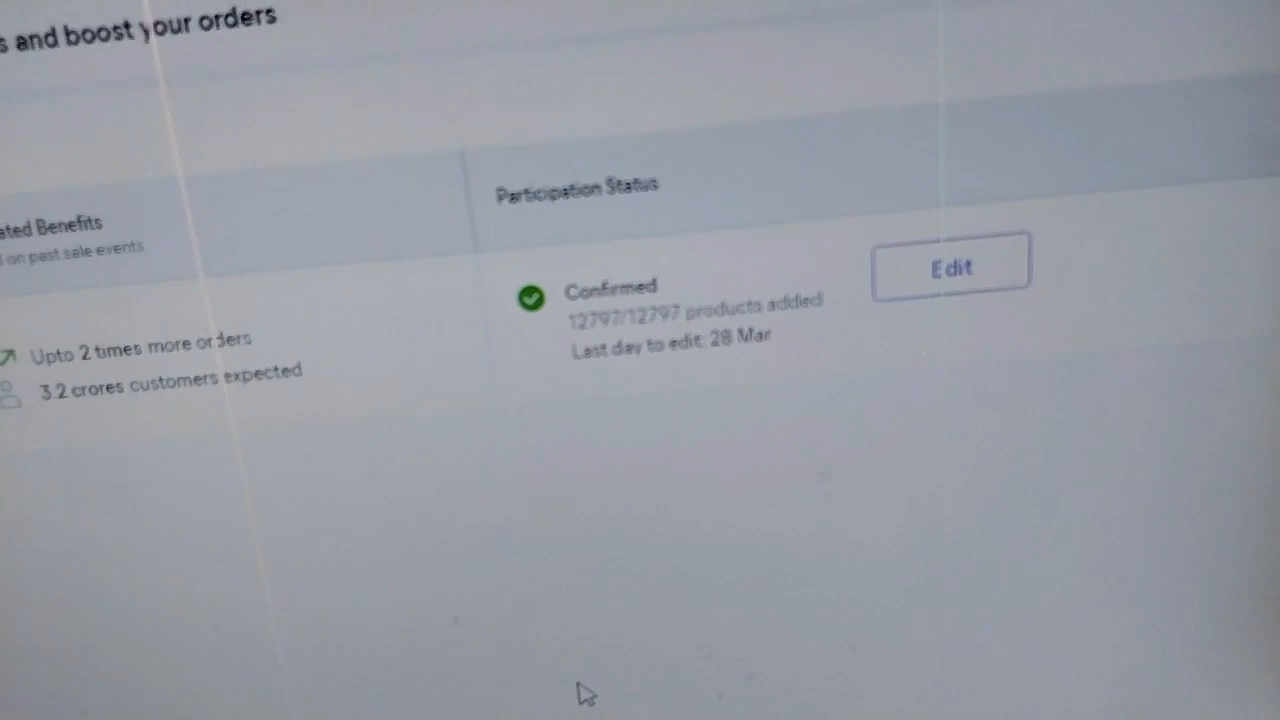 s and boost your orders
ated Benefits
l on past sale events
Participation Status
Upto 2 times more orders
3.2 crores customers expected
Confirmed
12797/12797 products added
Last day to edit: 28 Mar
Edit